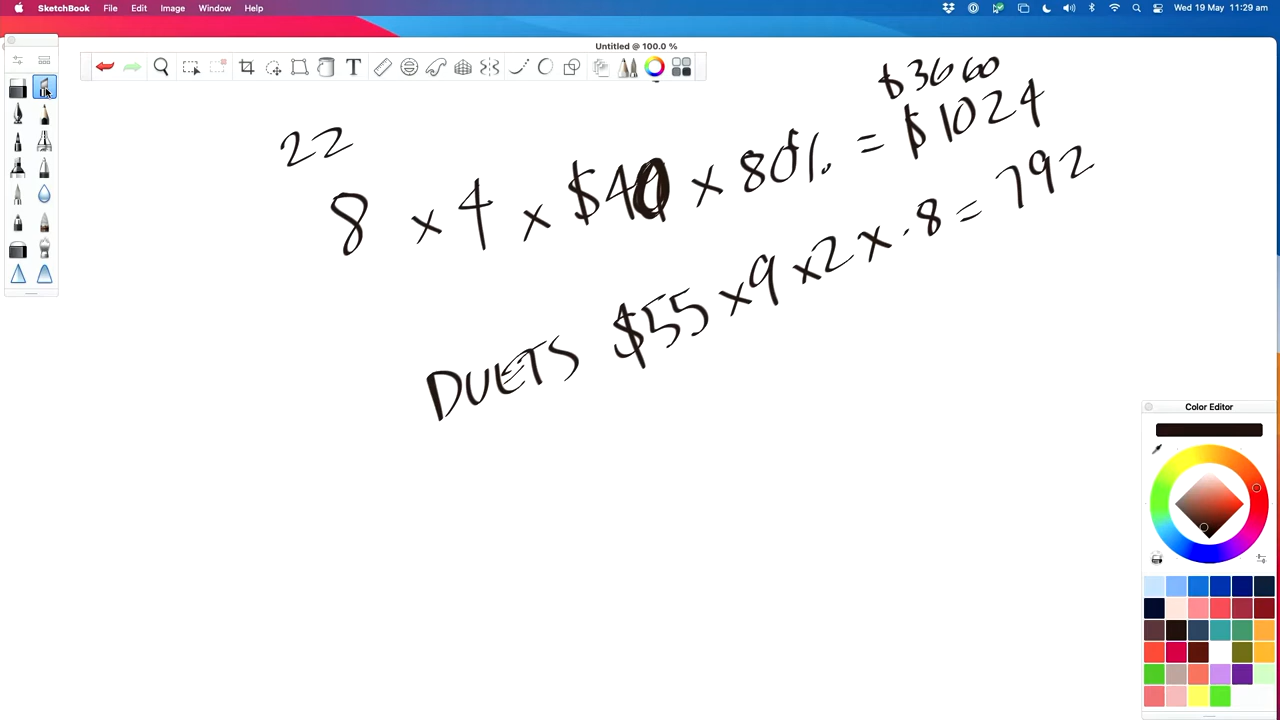 SketchBook File Edit Image Window Help Wed 19 May 11:29 am
Untitled @ 100.0 %
$3660
22
8 x 4 x $40 x 80% = $1024
DUETS $55 x 9 x 2 x .8 = 792
Color Editor